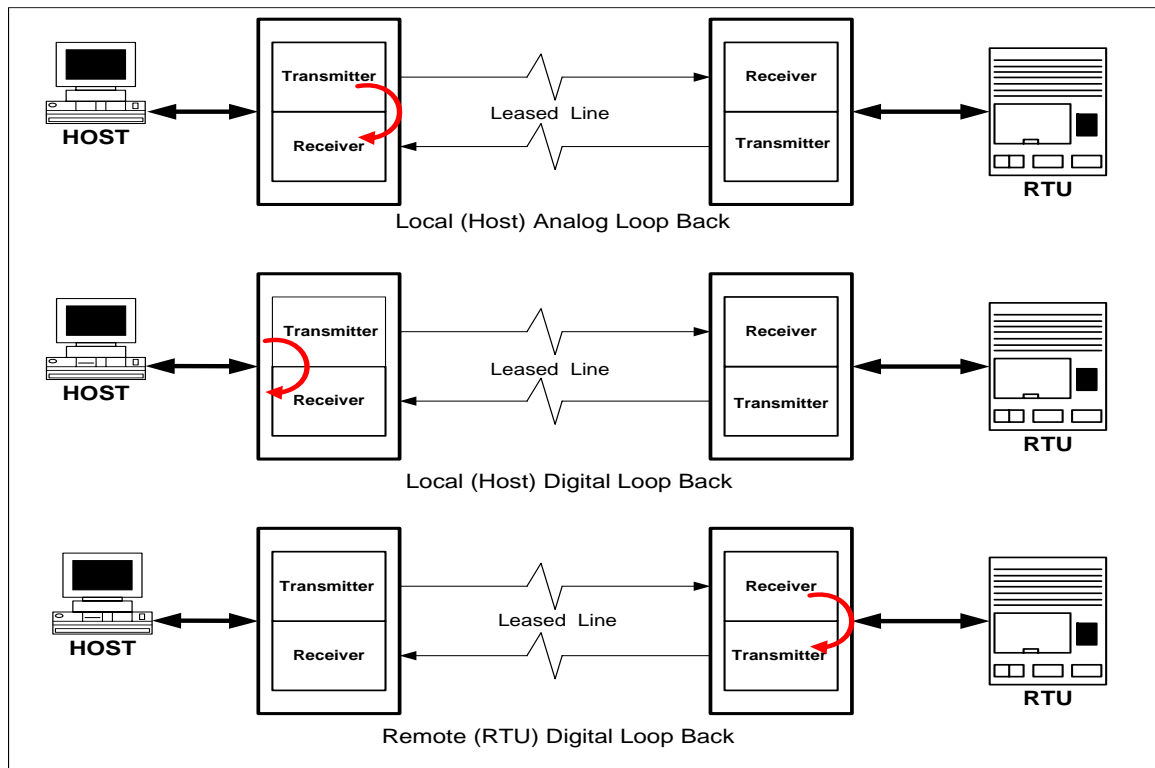 Transmitter
Receiver
Leased Line
Receiver
Transmitter
HOST
RTU
Local (Host) Analog Loop Back
Transmitter
Receiver
Leased Line
Receiver
Transmitter
HOST
RTU
Local (Host) Digital Loop Back
Transmitter
Receiver
Leased Line
Receiver
Transmitter
HOST
RTU
Remote (RTU) Digital Loop Back